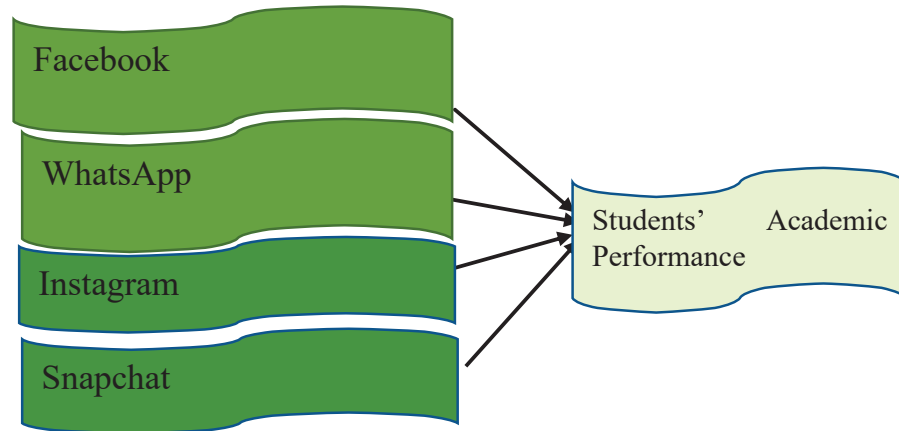 Facebook
WhatsApp
Instagram
Snapchat
Students’ Academic
Performance